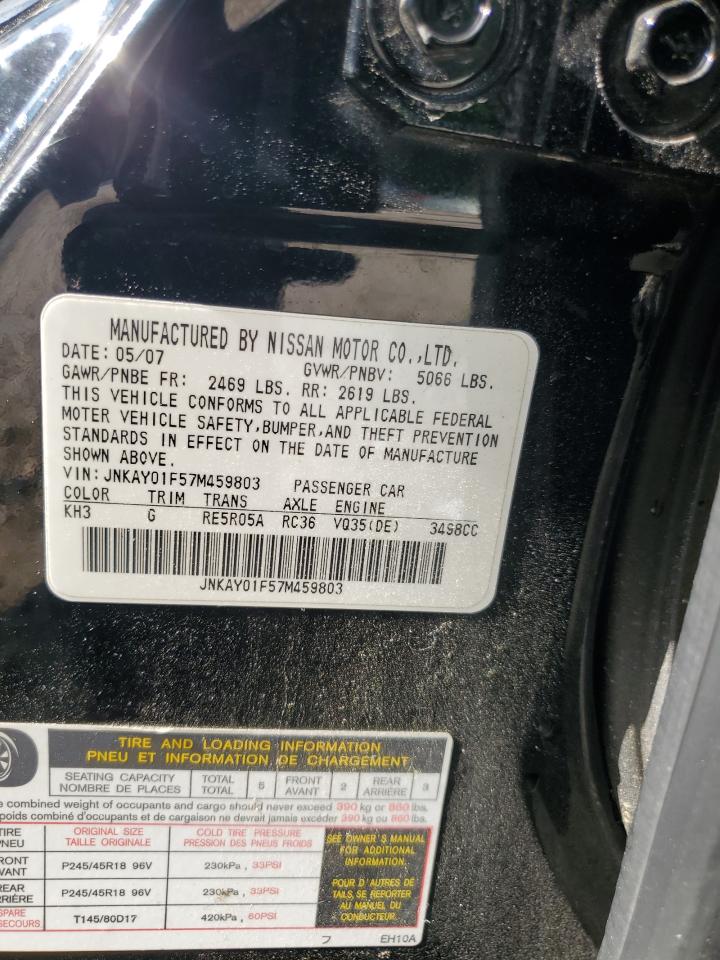 MANUFACTURED BY NISSAN MOTOR CO.,LTD.
DATE: 05/07 GVWR/PNBV: 5066 LBS.
GAWR/PNBE FR: 2469 LBS. RR: 2619 LBS.
THIS VEHICLE CONFORMS TO ALL APPLICABLE FEDERAL
MOTER VEHICLE SAFETY, BUMPER, AND THEFT PREVENTION
STANDARDS IN EFFECT ON THE DATE OF MANUFACTURE
SHOWN ABOVE.
VIN: JNKAY01F57M459803 PASSENGER CAR
COLOR TRIM TRANS AXLE ENGINE
KH3 G RE5R05A RC36 VQ35(DE) 3498CC
JNKAY01F57M459803
TIRE AND LOADING INFORMATION
PNEU ET INFORMATION DE CHARGEMENT
SEATING CAPACITY TOTAL 5 FRONT 2 REAR 3
NOMBRE DE PLACES TOTAL AVANT ARRIÈRE
combined weight of occupants and cargo should never exceed 390 kg or 860 lbs.
poids combiné d'occupants et de cargaison ne devrait jamais excéder 390 kg ou 860 lbs.
TIRE ORIGINAL SIZE COLD TIRE PRESSURE
PNEU TAILLE ORIGINALE PRESSION DES PNEUS FROIDS
SEE OWNER'S MANUAL
FOR ADDITIONAL
INFORMATION.
FRONT P245/45R18 96V 230kPa , 33PSI
AVANT
REAR P245/45R18 96V 230kPa , 33PSI
ARRIÈRE
SPARE T145/80D17 420kPa , 60PSI
SECOURS
POUR D'AUTRES DE
TAILS, SE REPORTER
AU MANUEL DU
CONDUCTEUR.
7 EH10A